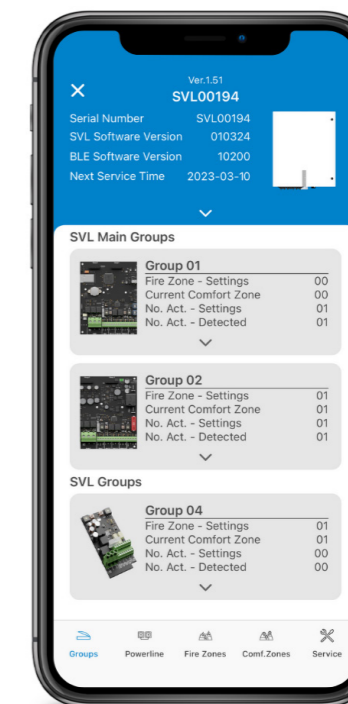 Ver.1.51
SVL00194
Serial Number SVL00194
SVL Software Version 010324
BLE Software Version 10200
Next Service Time 2023-03-10
SVL Main Groups
Group 01
Fire Zone - Settings 00
Current Comfort Zone 00
No. Act. - Settings 01
No. Act. - Detected 01
Group 02
Fire Zone - Settings 01
Current Comfort Zone 01
No. Act. - Settings 01
No. Act. - Detected 01
SVL Groups
Group 04
Fire Zone - Settings 01
Current Comfort Zone 01
No. Act. - Settings 00
No. Act. - Detected 00
Groups Powerline Fire Zones Comf.Zones Service